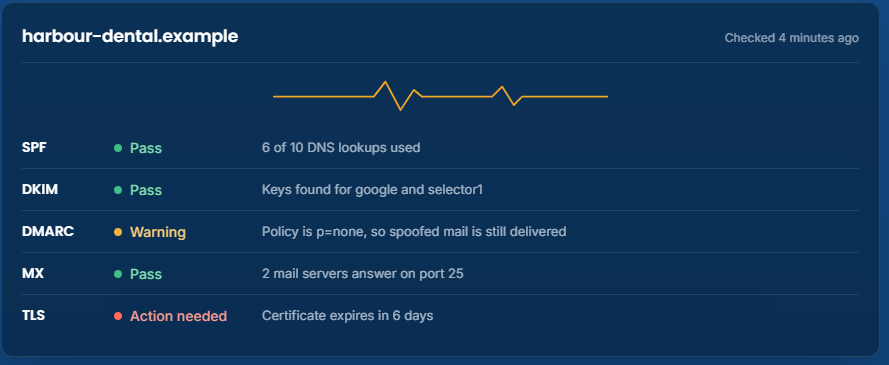 harbour-dental.example Checked 4 minutes ago
SPF Pass 6 of 10 DNS lookups used
DKIM Pass Keys found for google and selector1
DMARC Warning Policy is p=none, so spoofed mail is still delivered
MX Pass 2 mail servers answer on port 25
TLS Action needed Certificate expires in 6 days